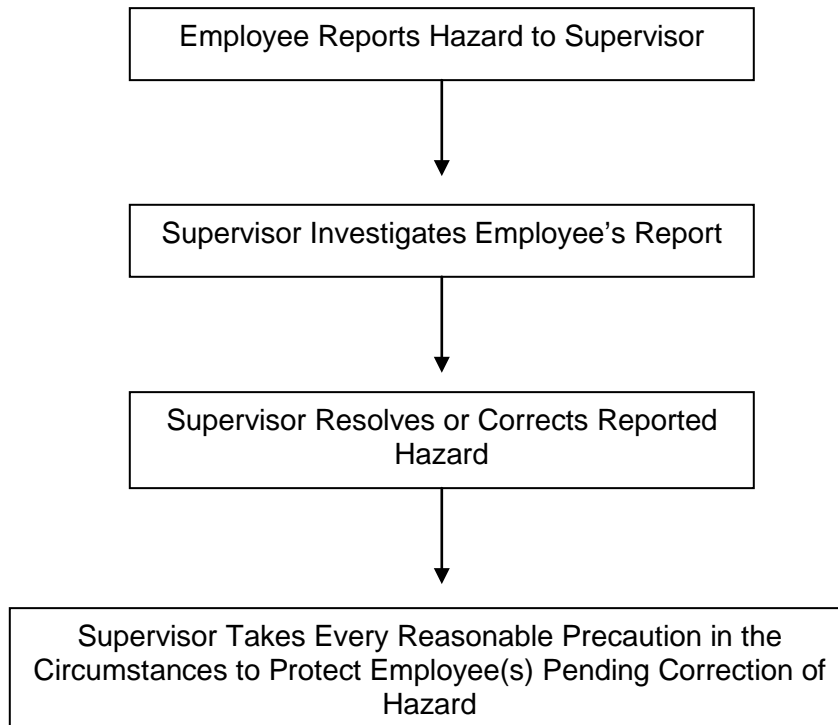 Employee Reports Hazard to Supervisor
Supervisor Investigates Employee’s Report
Supervisor Resolves or Corrects Reported
Hazard
Supervisor Takes Every Reasonable Precaution in the
Circumstances to Protect Employee(s) Pending Correction of
Hazard